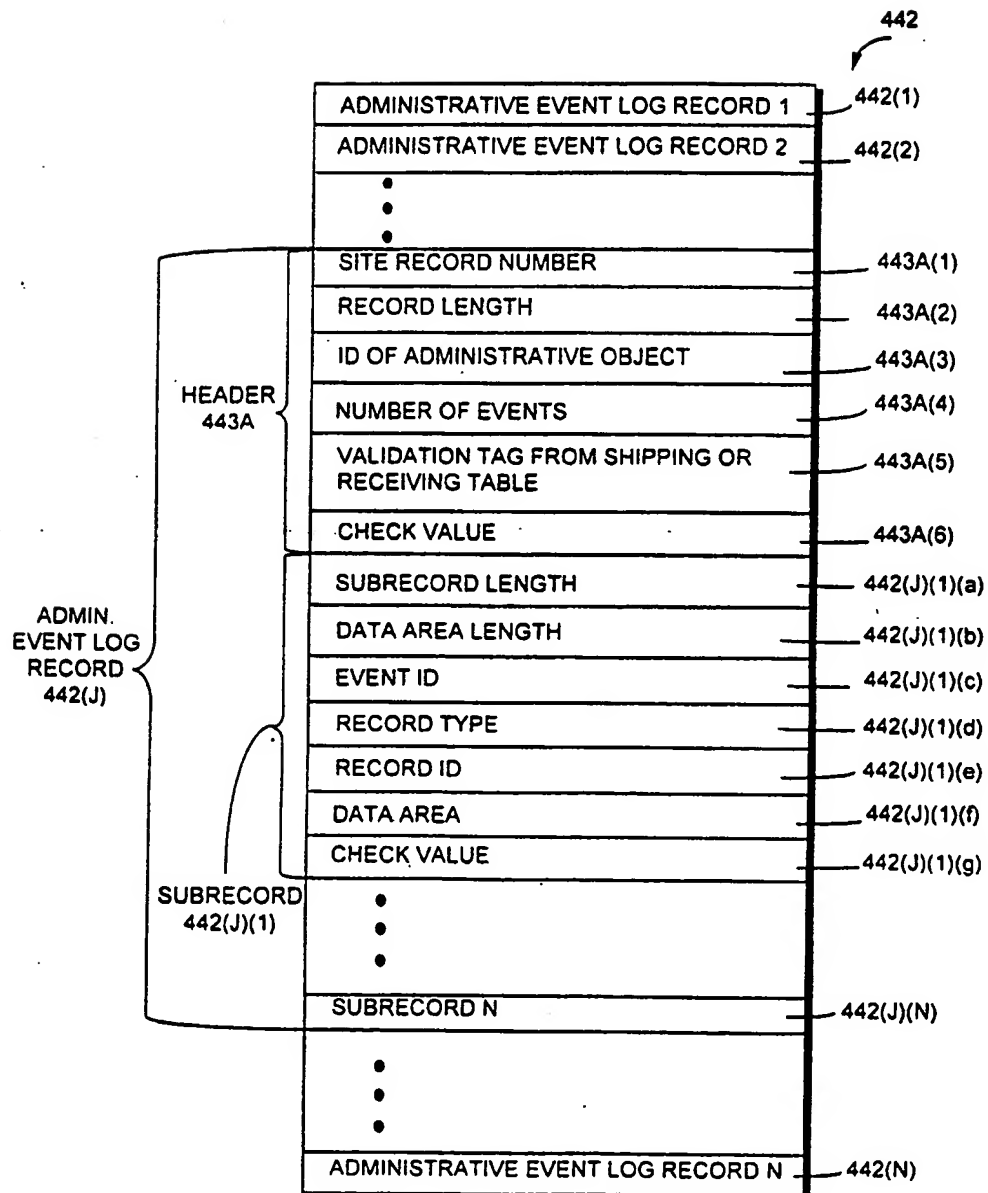 442
ADMINISTRATIVE EVENT LOG RECORD 1 442(1)
ADMINISTRATIVE EVENT LOG RECORD 2 442(2)
SITE RECORD NUMBER 443A(1)
RECORD LENGTH 443A(2)
ID OF ADMINISTRATIVE OBJECT 443A(3)
HEADER
443A
NUMBER OF EVENTS 443A(4)
VALIDATION TAG FROM SHIPPING OR
RECEIVING TABLE 443A(5)
CHECK VALUE 443A(6)
SUBRECORD LENGTH 442(J)(1)(a)
ADMIN.
EVENT LOG
RECORD
442(J)
DATA AREA LENGTH 442(J)(1)(b)
EVENT ID 442(J)(1)(c)
RECORD TYPE 442(J)(1)(d)
RECORD ID 442(J)(1)(e)
DATA AREA 442(J)(1)(f)
CHECK VALUE 442(J)(1)(g)
SUBRECORD
442(J)(1)
SUBRECORD N 442(J)(N)
ADMINISTRATIVE EVENT LOG RECORD N 442(N)